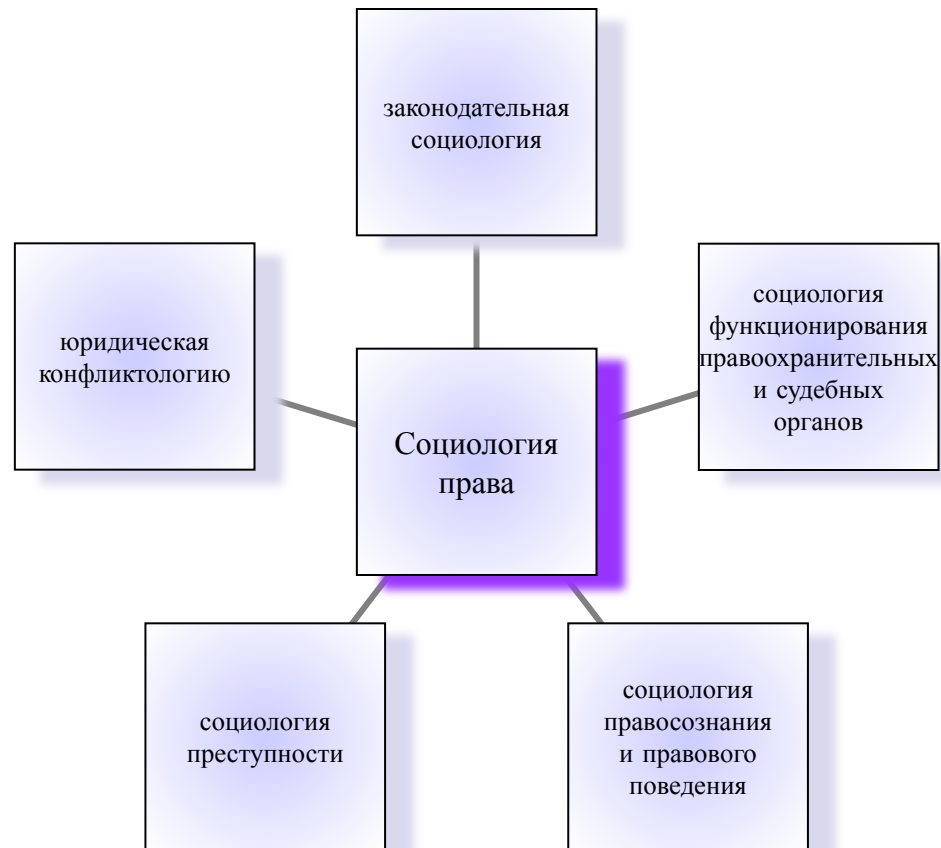 законодательная
социология
юридическая
конфликтологию
социология
функционирования
правоохранительных
и судебных
органов
Социология
права
социология
преступности
социология
правосознания
и правового
поведения